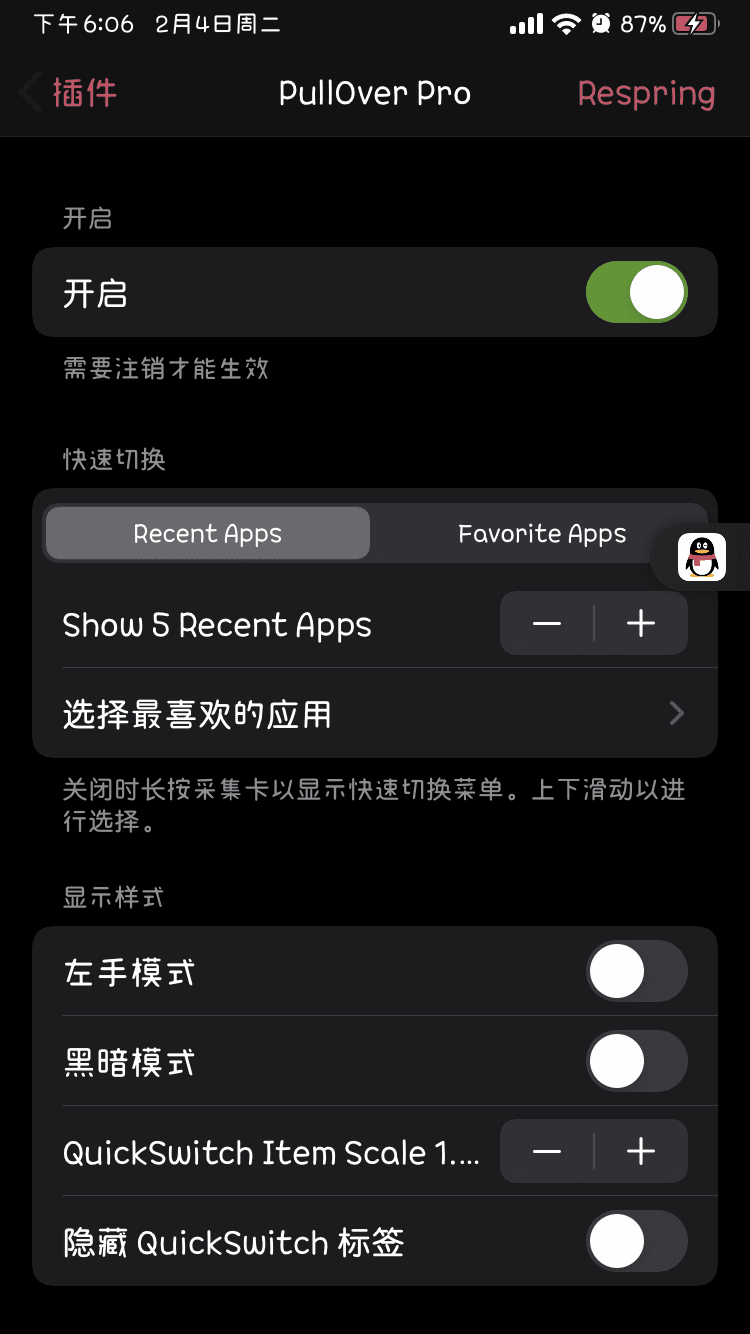 下午6:06 2月4日周二 87%
插件 PullOver Pro Respring
开启
开启
需要注销才能生效
快速切换
Recent Apps Favorite Apps
Show 5 Recent Apps
选择最喜欢的应用
关闭时长按采集卡以显示快速切换菜单。上下滑动以进
行选择。
显示样式
左手模式
黑暗模式
QuickSwitch Item Scale 1....
隐藏 QuickSwitch 标签